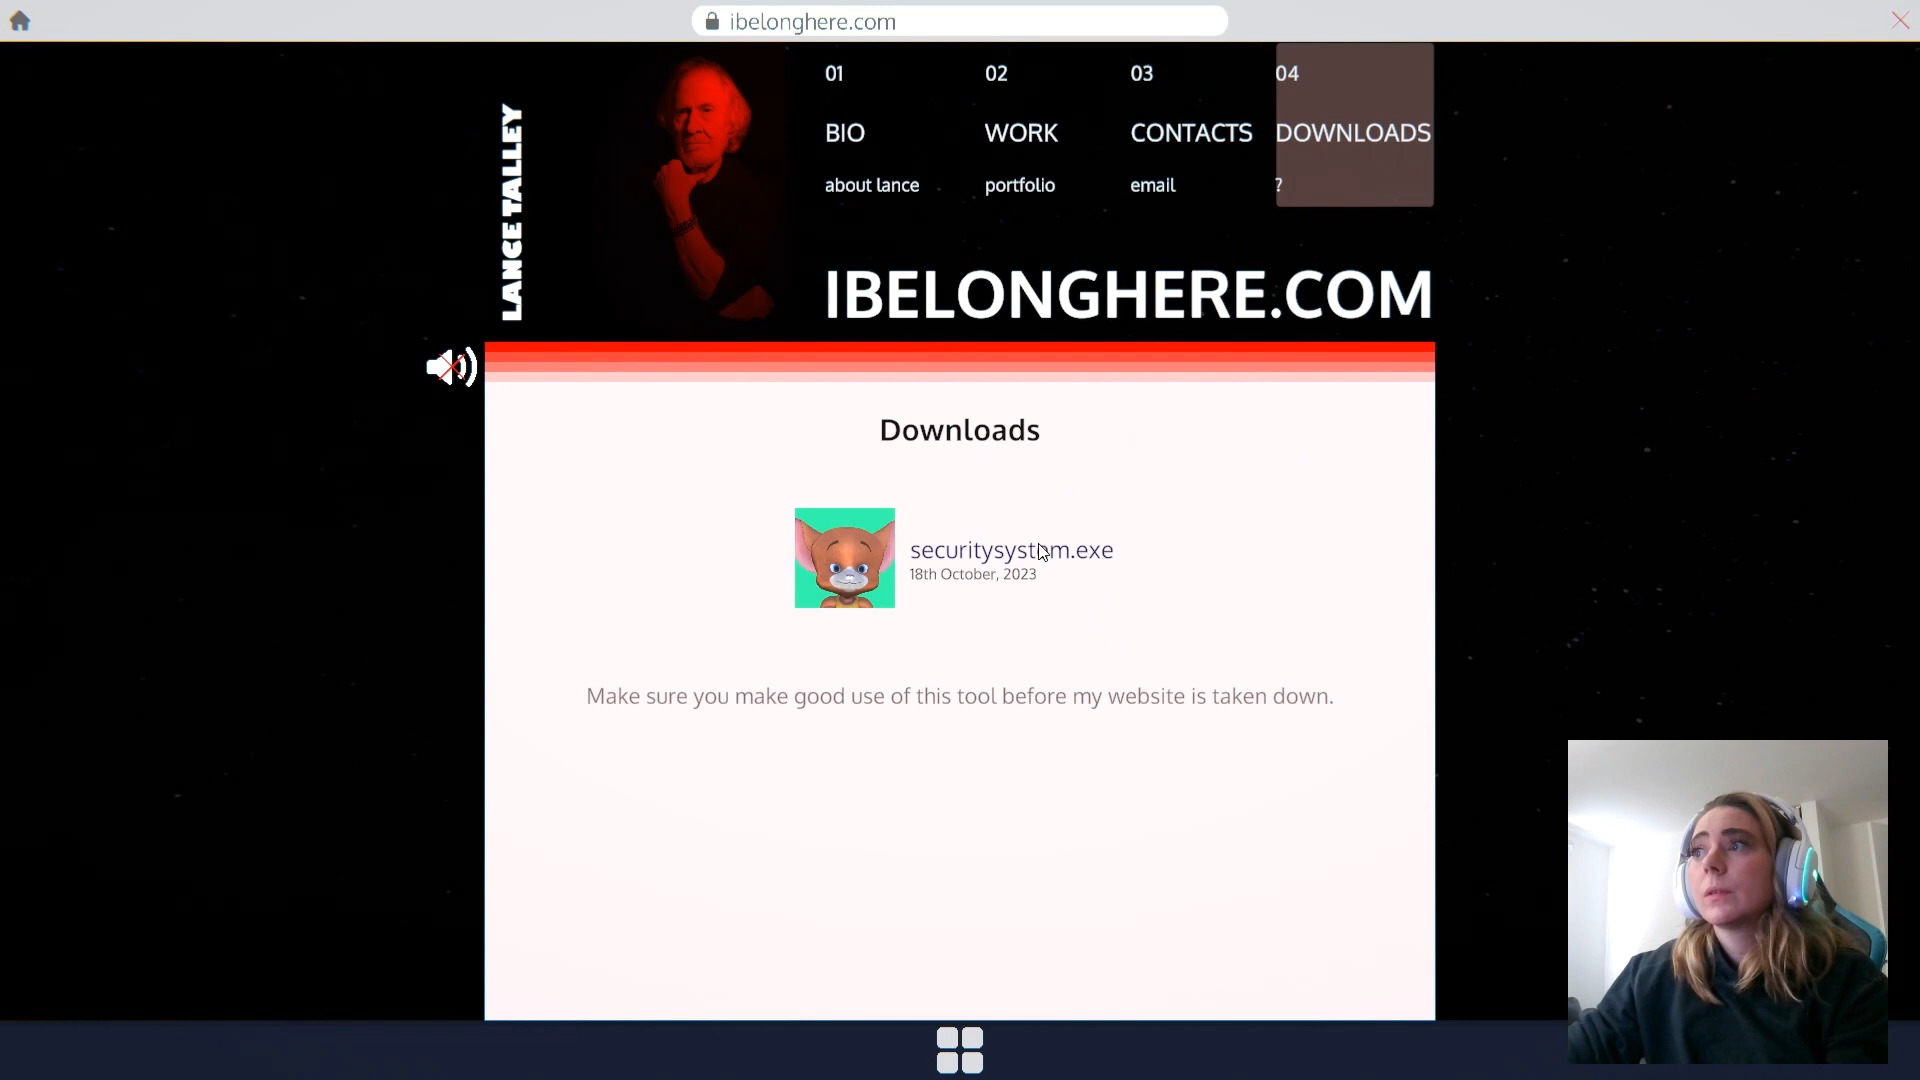 ibelonghere.com
LANCE TALLEY
01
02
03
04
BIO
WORK
CONTACTS
DOWNLOADS
about lance
portfolio
email
?
IBELONGHERE.COM
Downloads
securitysystem.exe
18th October, 2023
Make sure you make good use of this tool before my website is taken down.